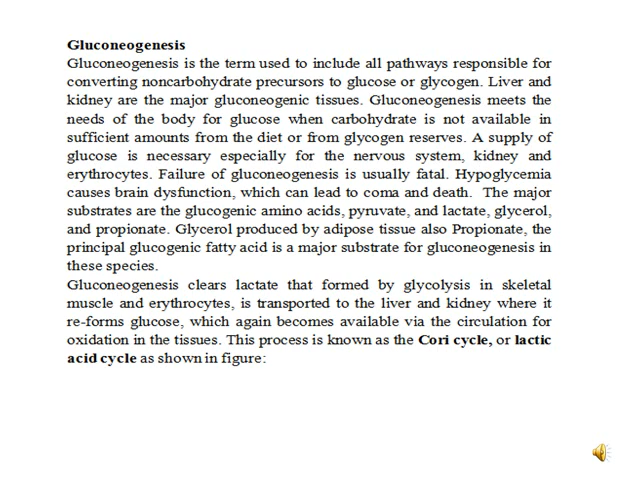 Gluconeogenesis
Gluconeogenesis is the term used to include all pathways responsible for
converting noncarbohydrate precursors to glucose or glycogen. Liver and
kidney are the major gluconeogenic tissues. Gluconeogenesis meets the
needs of the body for glucose when carbohydrate is not available in
sufficient amounts from the diet or from glycogen reserves. A supply of
glucose is necessary especially for the nervous system, kidney and
erythrocytes. Failure of gluconeogenesis is usually fatal. Hypoglycemia
causes brain dysfunction, which can lead to coma and death. The major
substrates are the glucogenic amino acids, pyruvate, and lactate, glycerol,
and propionate. Glycerol produced by adipose tissue also Propionate, the
principal glucogenic fatty acid is a major substrate for gluconeogenesis in
these species.
Gluconeogenesis clears lactate that formed by glycolysis in skeletal
muscle and erythrocytes, is transported to the liver and kidney where it
re-forms glucose, which again becomes available via the circulation for
oxidation in the tissues. This process is known as the Cori cycle, or lactic
acid cycle as shown in figure: